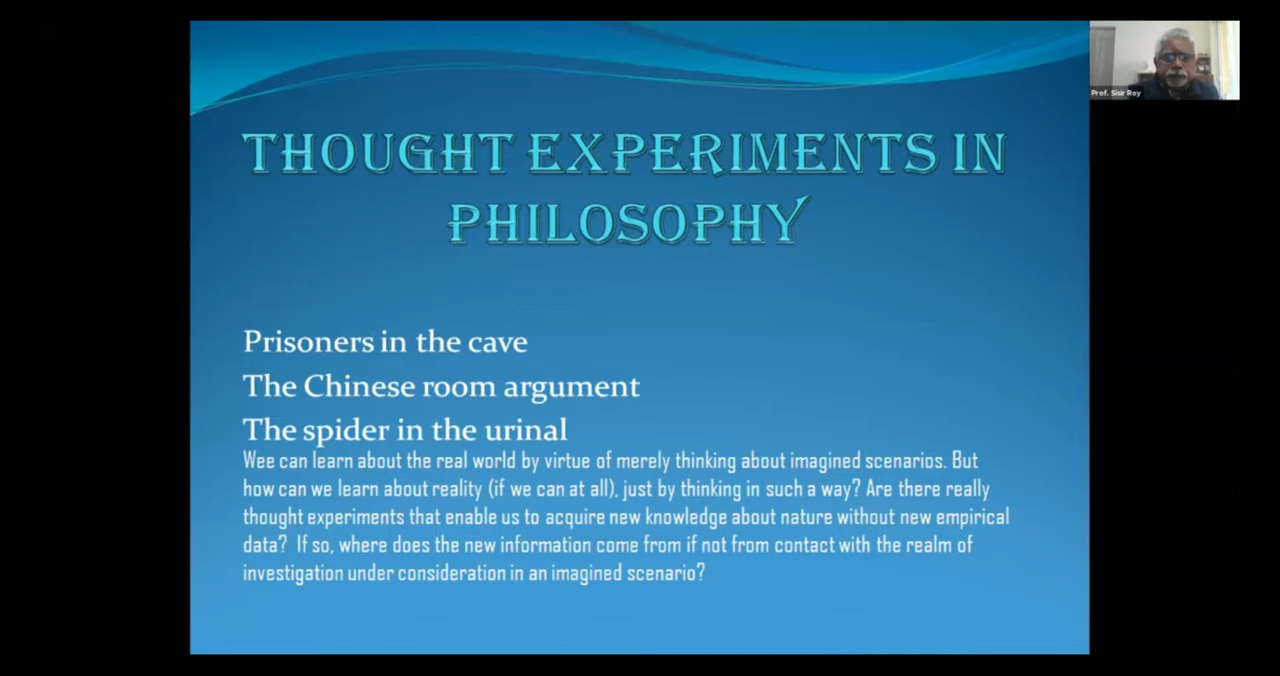 THOUGHT EXPERIMENTS IN
PHILOSOPHY
Prisoners in the cave
The Chinese room argument
The spider in the urinal
Wee can learn about the real world by virtue of merely thinking about imagined scenarios. But
how can we learn about reality (if we can at all), just by thinking in such a way? Are there really
thought experiments that enable us to acquire new knowledge about nature without new empirical
data? If so, where does the new information come from if not from contact with the realm of
investigation under consideration in an imagined scenario?
Prof. Sisir Roy